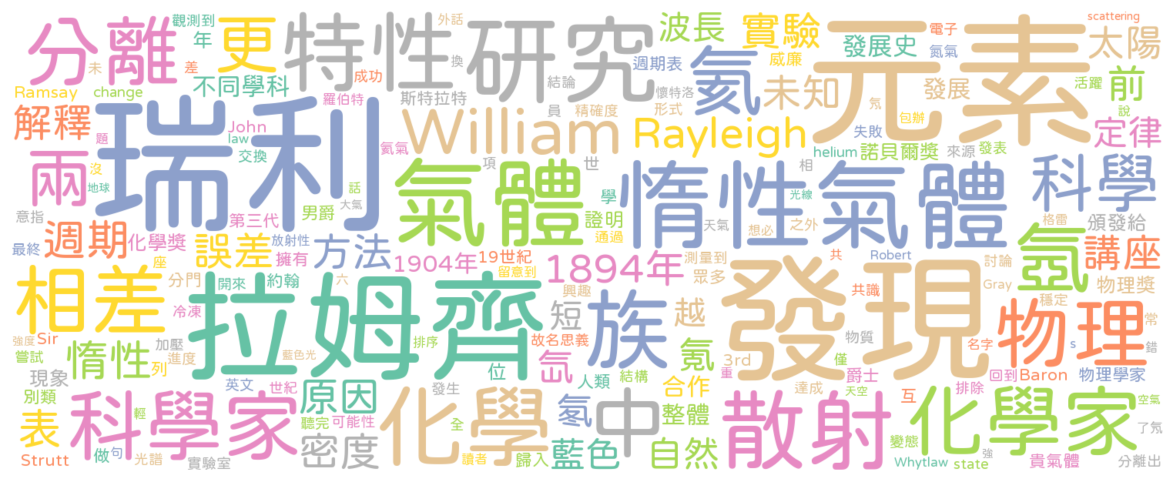 分離 更 特性 研究 波長 實驗 元素 太陽 scattering
觀測到 年 外話 電子 氮氣
未 差 不同學科 成功 換 結論 週期表 氦 威廉 發展史 活躍 前
Ramsay change 羅伯特 斯特拉特 懷特洛 未知 發展
解釋 瑞利 John law 交換 員 精確度 形式 氖 包辦 說
題 William Rayleigh 失敗 定律
兩 沒 氦氣 helium 諾貝爾獎 來源 發表
地球 話 氣體 項 世 惰性氣體 相 科學
意指 第三代 男爵 大氣 學 證明 光線 之外 格雷 頒發給
最終 週期 化學獎 誤差 放射性 方法 通過 天氣 想必 氬 講座
座 擁有 1904年 19世紀 1894年 測量到 共 Robert 討論
相差 分門 開來 約翰 六 拉姆齊 留意到 眾多 發現 共識 Gray 物理獎
冷凍 興趣 短 族 越 穩定 常
強度 Sir 加壓 排序 故名思義 物質 名字 物理 s 錯
嘗試 惰性 進度 藍色光 氙 氪 3rd 僅
現象 列 位 人類 結構 重 爵士 回到 Baron 物理學家
別類 英文 世紀 原因 發生 合作 達成 排除
表 科學家 輕 聽完 可能性 化學 氡 中 整體 散射 天空 互 化學家 空氣
做 句 密度 全 變態 了氖
Strutt 光譜 實驗室 讀者 歸入 藍色 自然 Whytlaw state 強 貴氣體 分離出